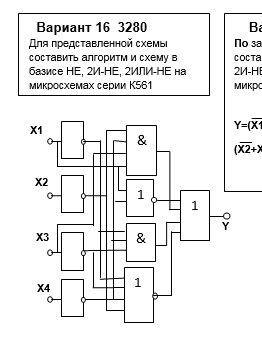 Вариант 16 3280
Для представленной схемы
составить алгоритм и схему в
базисе НЕ, 2И-НЕ, 2ИЛИ-НЕ на
микросхемах серии К561
Ва
По за
соста
2И-НЕ
микро
Y=(X1
(X2+X
X1
&
X2
1
1
Y
X3
&
X4
1